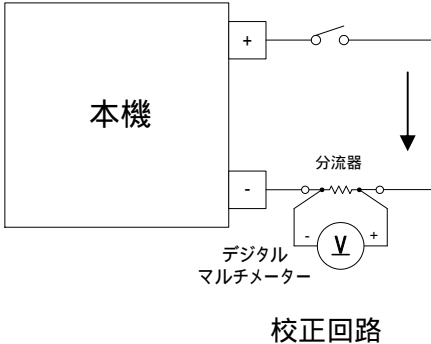 本機
+
-
分流器
- +
V
デジタル
マルチメーター
校正回路